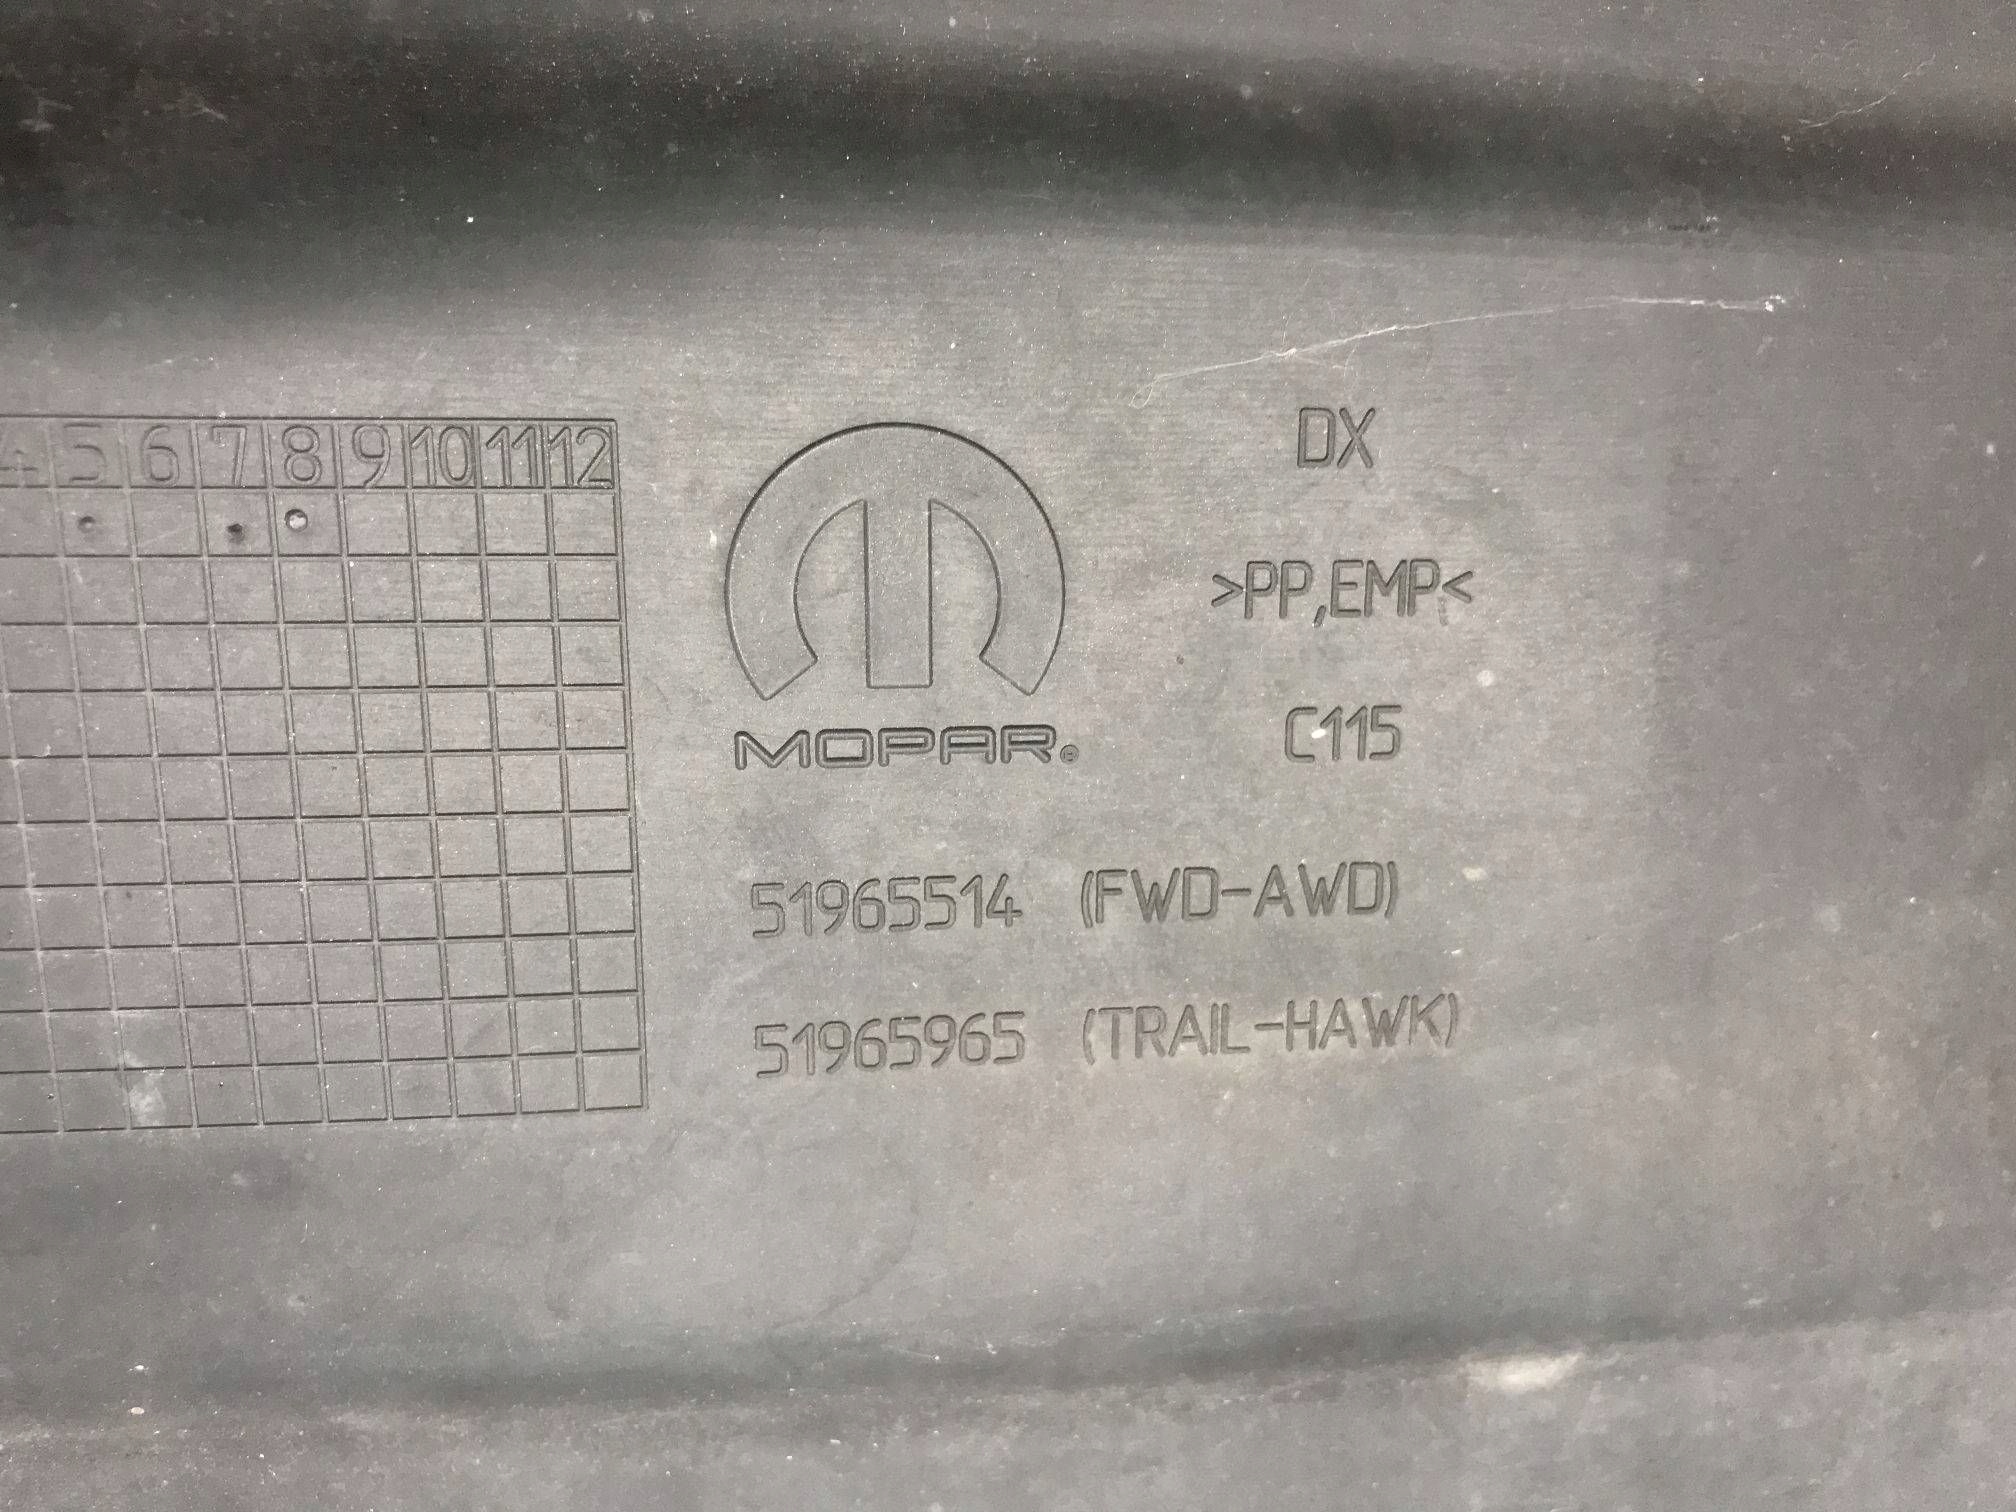 4 5 6 7 8 9 10 11 12
DX
>PP,EMP<
C115
MOPAR®
51965514 (FWD-AWD)
51965965 (TRAIL-HAWK)